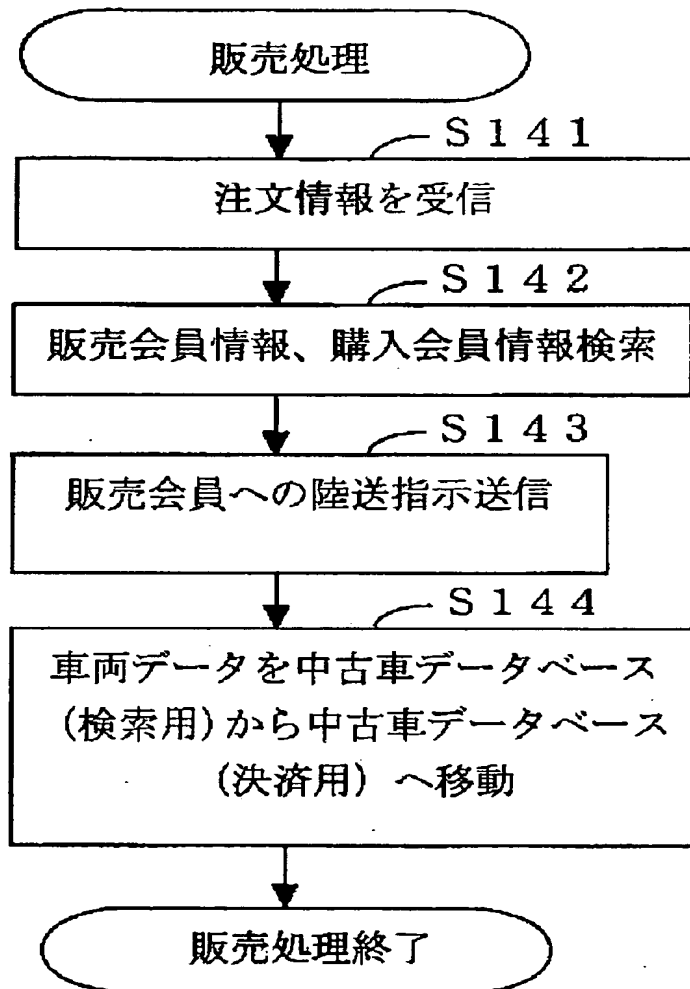 販売処理
S141
注文情報を受信
S142
販売会員情報、購入会員情報検索
S143
販売会員への陸送指示送信
S144
車両データを中古車データベース
(検索用)から中古車データベース
(決済用)へ移動
販売処理終了